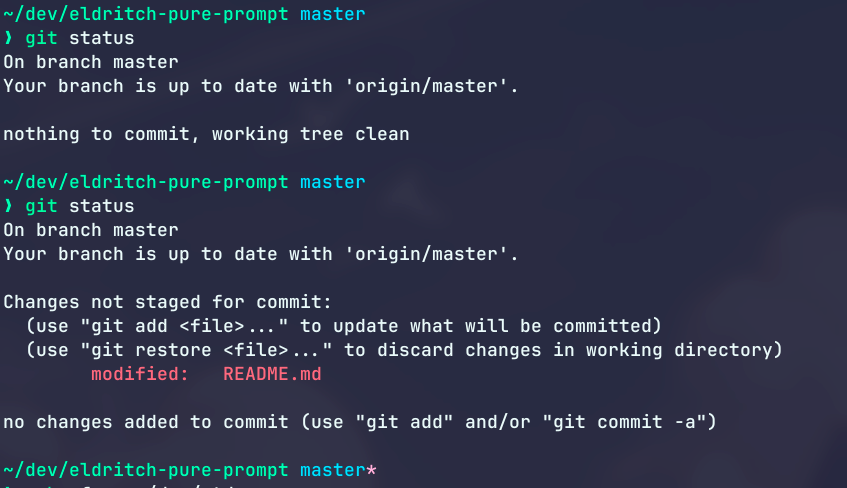 ~/dev/eldritch-pure-prompt master
❫ git status
On branch master
Your branch is up to date with 'origin/master'.
nothing to commit, working tree clean
~/dev/eldritch-pure-prompt master
❫ git status
On branch master
Your branch is up to date with 'origin/master'.
Changes not staged for commit:
(use "git add <file>..." to update what will be committed)
(use "git restore <file>..." to discard changes in working directory)
modified: README.md
no changes added to commit (use "git add" and/or "git commit -a")
~/dev/eldritch-pure-prompt master*